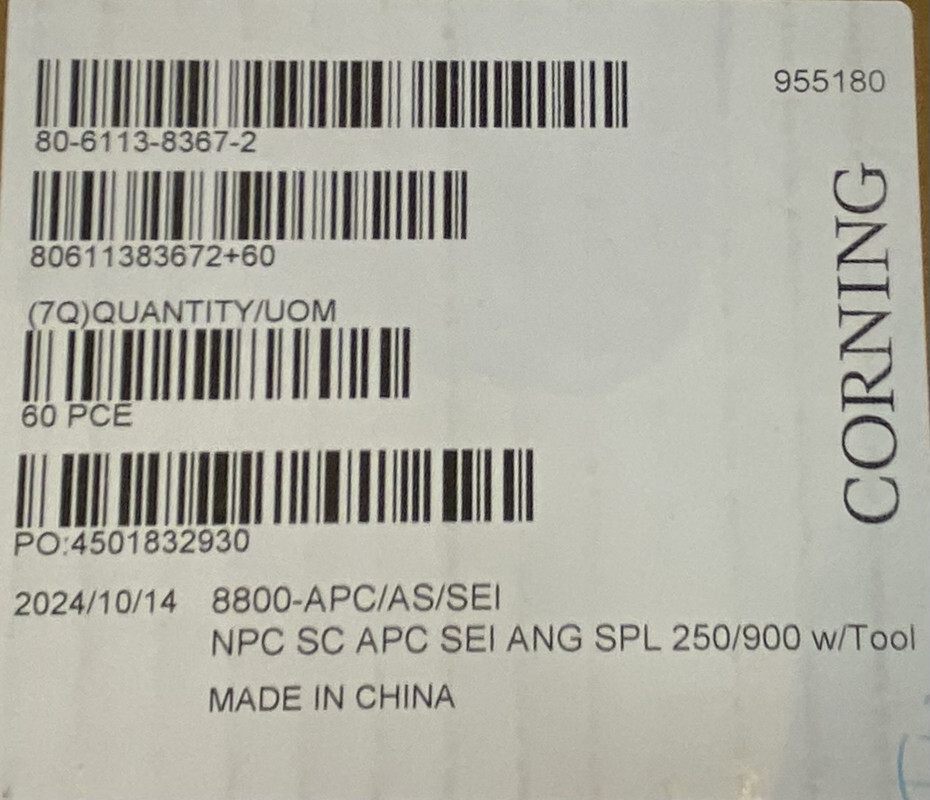 955180
80-6113-8367-2
80611383672+60
(7Q)QUANTITY/UOM
60 PCE
PO:4501832930
2024/10/14 8800-APC/AS/SEI
NPC SC APC SEI ANG SPL 250/900 w/Tool
MADE IN CHINA
CORNING